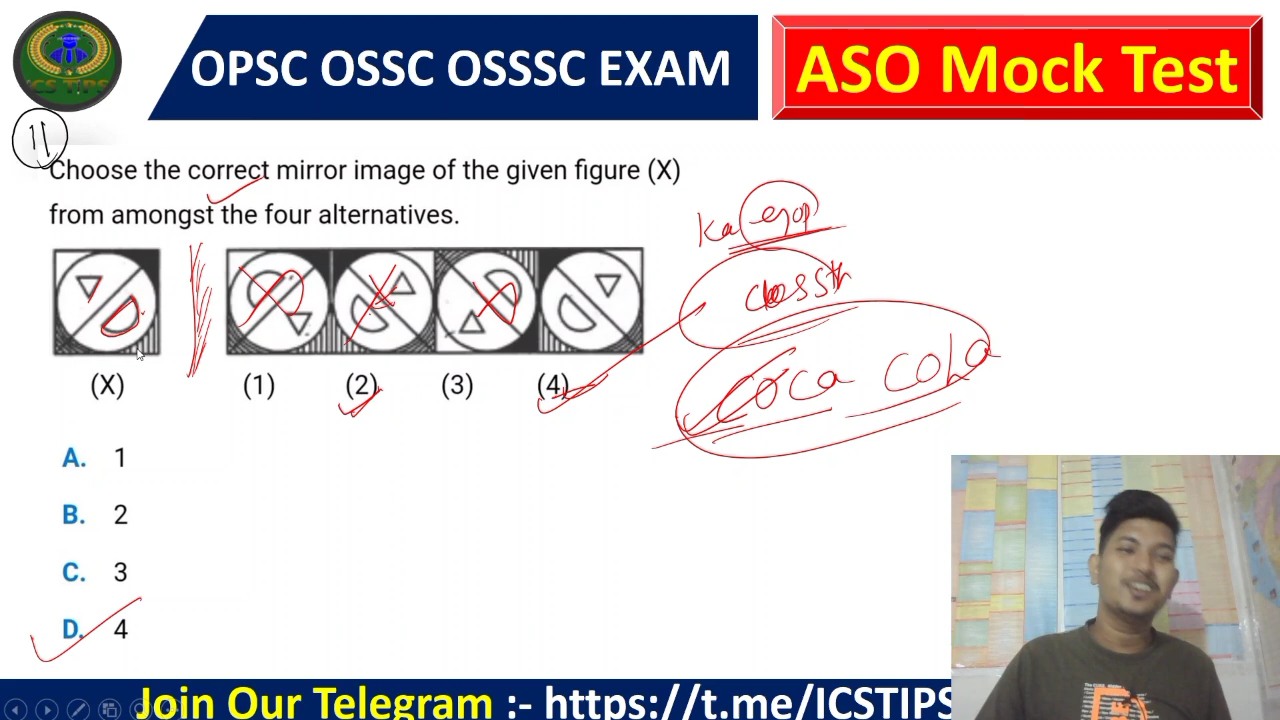 OPSC OSSC OSSSC EXAM
ASO Mock Test
ICS TIPS
11
Choose the correct mirror image of the given figure (X)
from amongst the four alternatives.
(X) (1) (2) (3) (4)
coca cola
A. 1
B. 2
C. 3
D. 4
Join Our Telegram :- https://t.me/ICSTIPS